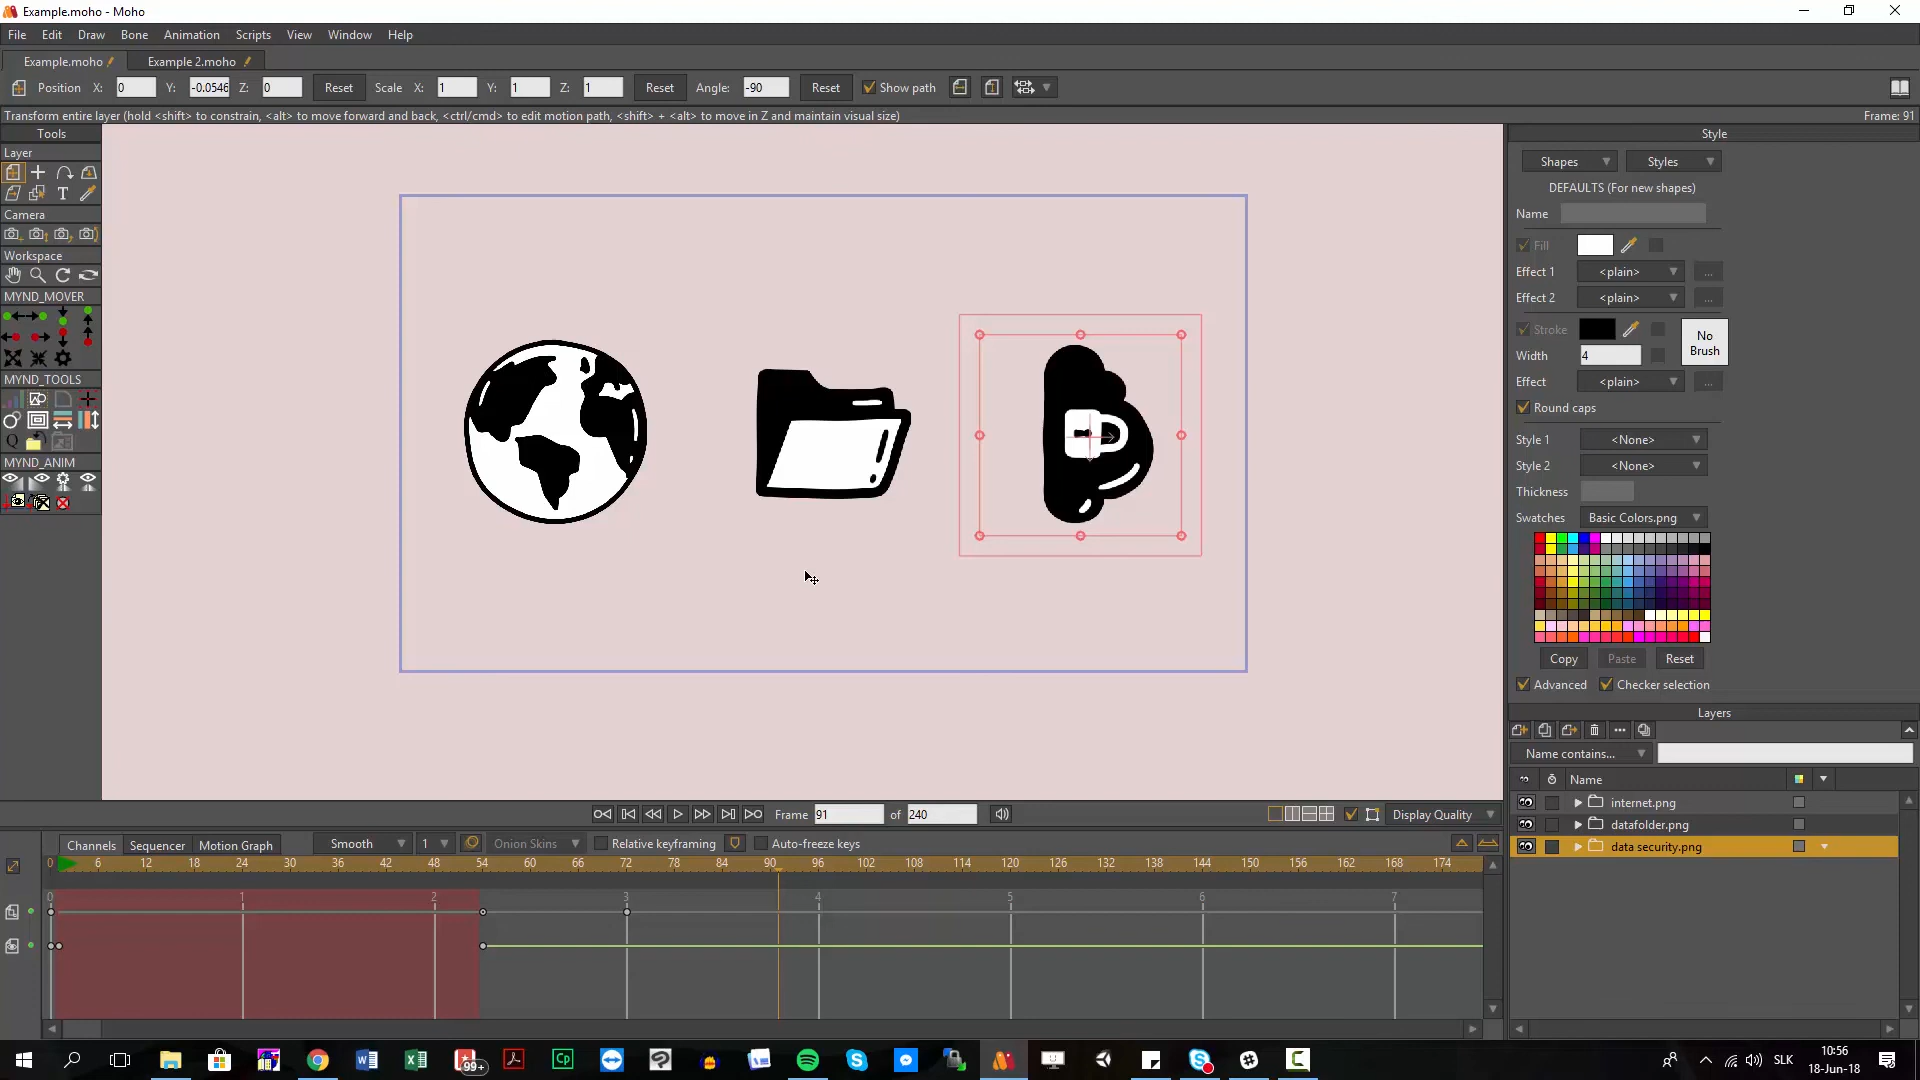 Example.moho - Moho
File Edit Draw Bone Animation Scripts View Window Help
Example.moho Example 2.moho
Position X: 0 Y: -0.0546 Z: 0 Reset Scale X: 1 Y: 1 Z: 1 Reset Angle: -90 Reset Show path
Transform entire layer (hold <shift> to constrain, <alt> to move forward and back, <ctrl/cmd> to edit motion path, <shift> + <alt> to move in Z and maintain visual size) Frame: 91
Tools
Layer
Camera
Workspace
MYND_MOVER
MYND_TOOLS
MYND_ANIM
Style
Shapes Styles
DEFAULTS (For new shapes)
Name
Fill
Effect 1 <plain> ...
Effect 2 <plain> ...
Stroke
No Brush
Width 4
Effect <plain> ...
Round caps
Style 1 <None>
Style 2 <None>
Thickness
Swatches Basic Colors.png
Copy Paste Reset
Advanced Checker selection
Layers
Name contains...
Name
internet.png
datafolder.png
data security.png
Frame 91 of 240 Display Quality
Channels Sequencer Motion Graph Smooth 1 Onion Skins Relative keyframing Auto-freeze keys
0 6 12 18 24 30 36 42 48 54 60 66 72 78 84 90 96 102 108 114 120 126 132 138 144 150 156 162 168 174
0 1 2 3 4 5 6 7
99+ SLK 10:56
18-Jun-18